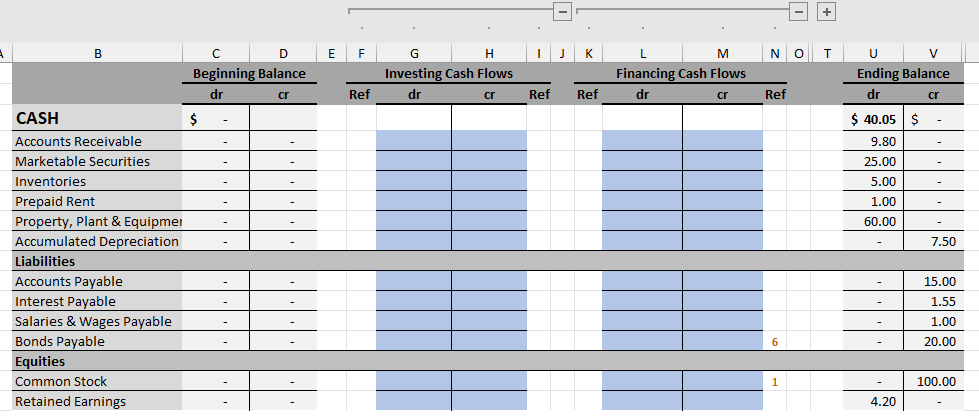 A B C D E F G H I J K L M N O T U V
Beginning Balance Investing Cash Flows Financing Cash Flows Ending Balance
dr cr Ref dr cr Ref Ref dr cr Ref dr cr
CASH $ - $ 40.05 $ -
Accounts Receivable - - 9.80 -
Marketable Securities - - 25.00 -
Inventories - - 5.00 -
Prepaid Rent - - 1.00 -
Property, Plant & Equipmen - - 60.00 -
Accumulated Depreciation - - - 7.50
Liabilities
Accounts Payable - - - 15.00
Interest Payable - - - 1.55
Salaries & Wages Payable - - - 1.00
Bonds Payable - - 6 - 20.00
Equities
Common Stock - - 1 - 100.00
Retained Earnings - - 4.20 -